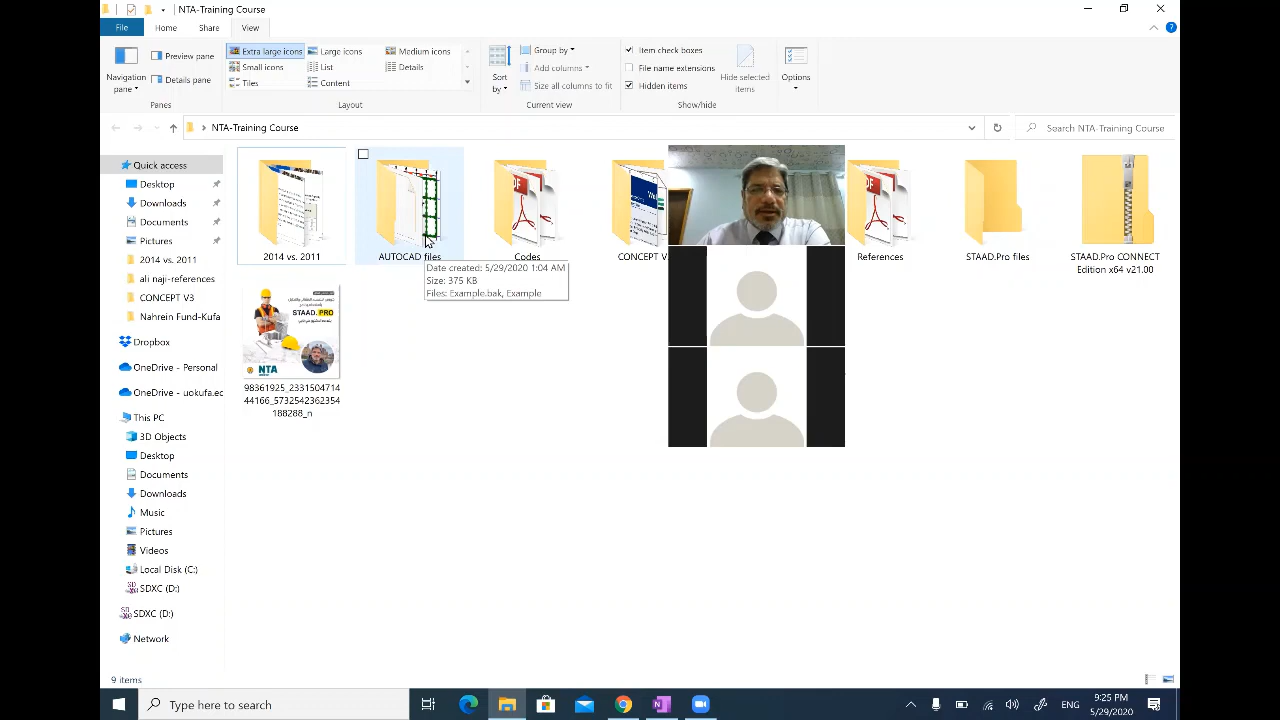 NTA-Training Course
File
Home
Share
View
Navigation
pane
Preview pane
Details pane
Panes
Extra large icons
Large icons
Medium icons
Small icons
List
Details
Tiles
Content
Layout
Sort
by
Group by
Add columns
Size all columns to fit
Current view
Item check boxes
File name extensions
Hidden items
Hide selected
items
Show/hide
Options
NTA-Training Course
Search NTA-Training Course
Quick access
Desktop
Downloads
Documents
Pictures
2014 vs. 2011
ali naji-references
CONCEPT V3
Nahrein Fund-Kufa
Dropbox
OneDrive - Personal
OneDrive - uokufa.ec
This PC
3D Objects
Desktop
Documents
Downloads
Music
Pictures
Videos
Local Disk (C:)
SDXC (D:)
SDXC (D:)
Network
2014 vs. 2011
AUTOCAD files
Codes
CONCEPT V
References
STAAD.Pro files
STAAD.Pro CONNECT
Edition x64 v21.00
Date created: 5/29/2020 1:04 AM
Size: 375 KB
Files: Example.bak, Example
STAAD.PRO
NTA
98361925_2331504714
44166_5732542362354
188288_n
9 items
Type here to search
ENG
9:25 PM
5/29/2020